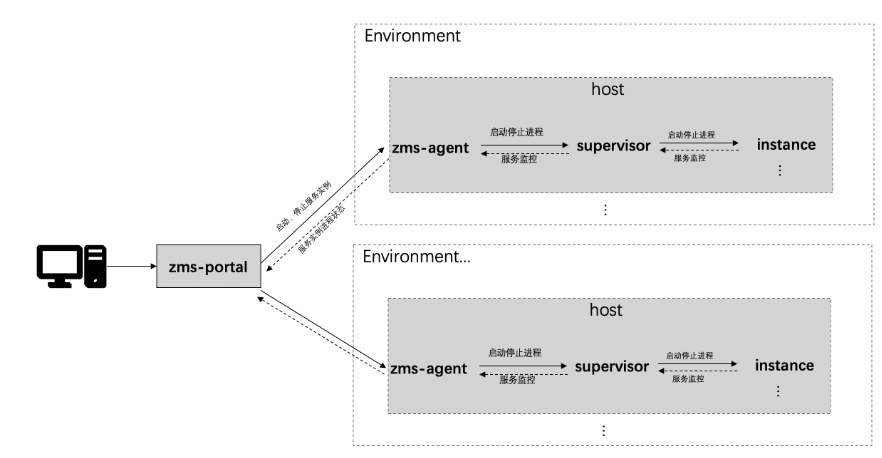 Environment
host
zms-agent
启动停止进程
服务监控
supervisor
启动停止进程
服务监控
instance
⋮
⋮
启动、停止服务实例
服务实例进程状态
zms-portal
Environment...
host
zms-agent
启动停止进程
服务监控
supervisor
启动停止进程
服务监控
instance
⋮
⋮